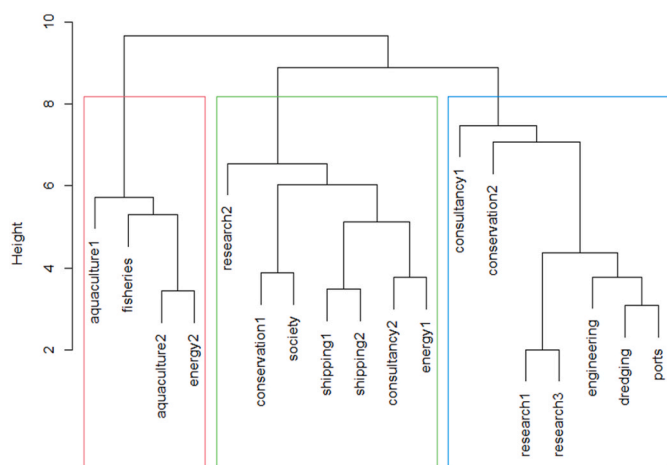 10
8
6
4
2
Height
aquaculture1
fisheries
aquaculture2
energy2
research2
conservation1
society
shipping1
shipping2
consultancy2
energy1
consultancy1
conservation2
research1
research3
engineering
dredging
ports